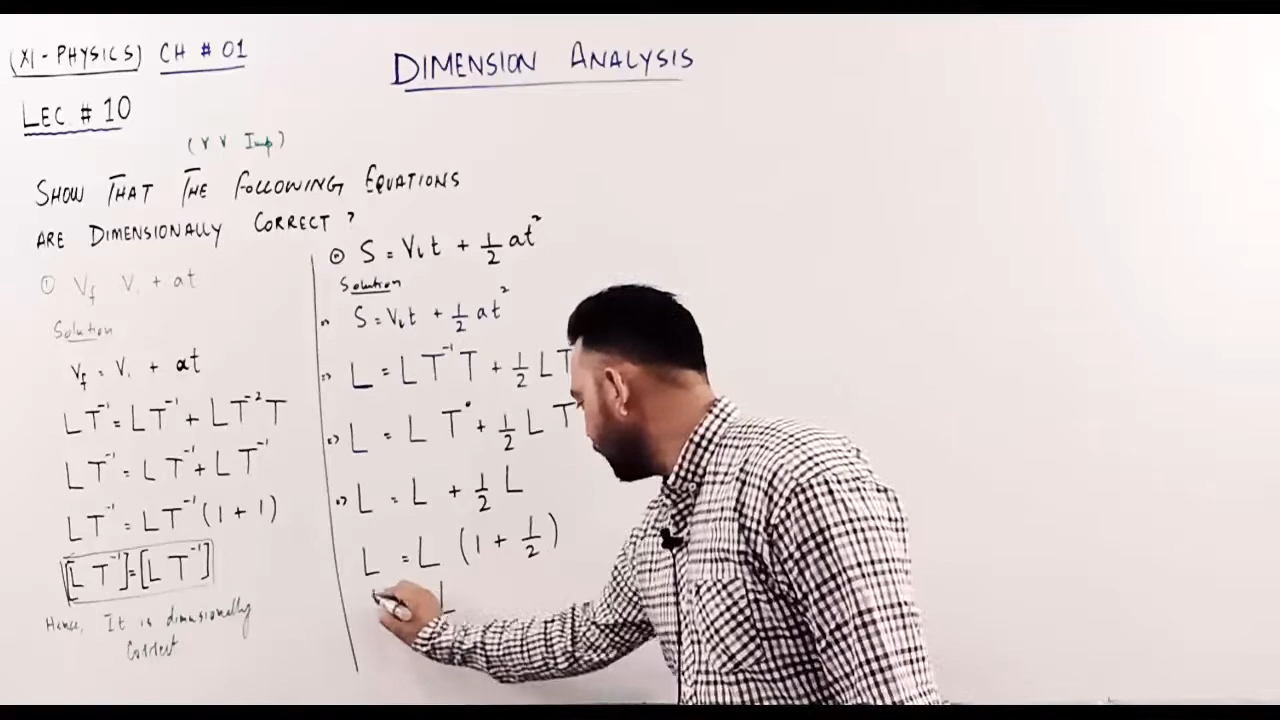 (XI - PHYSICS) CH # 01
DIMENSION ANALYSIS
LEC # 10
(V V Imp)
SHOW THAT THE FOLLOWING EQUATIONS
ARE DIMENSIONALLY CORRECT ?
① Vf Vi + at
Solution
Vf = Vi + at
LT⁻¹ = LT⁻¹ + LT⁻²T
LT⁻¹ = LT⁻¹ + LT⁻¹
LT⁻¹ = LT⁻¹ (1 + 1)
[LT⁻¹] = [LT⁻¹]
Hence, It is dimensionally
Correct
S = Vit + 1/2 at²
Solution
S = Vit + 1/2 at²
=> L = LT⁻¹T + 1/2 LT
=> L = LT° + 1/2 LT
=> L = L + 1/2 L
L = L (1 + 1/2)
L